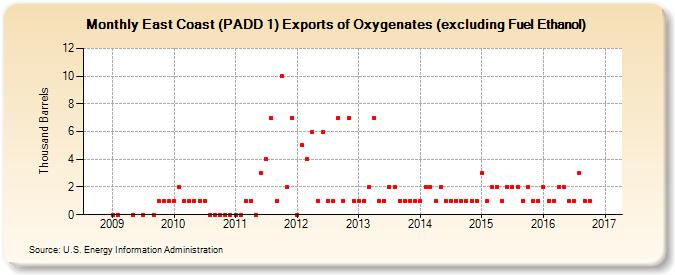 Monthly East Coast (PADD 1) Exports of Oxygenates (excluding Fuel Ethanol)
Thousand Barrels
12
10
8
6
4
2
0
2009 2010 2011 2012 2013 2014 2015 2016 2017
Source: U.S. Energy Information Administration